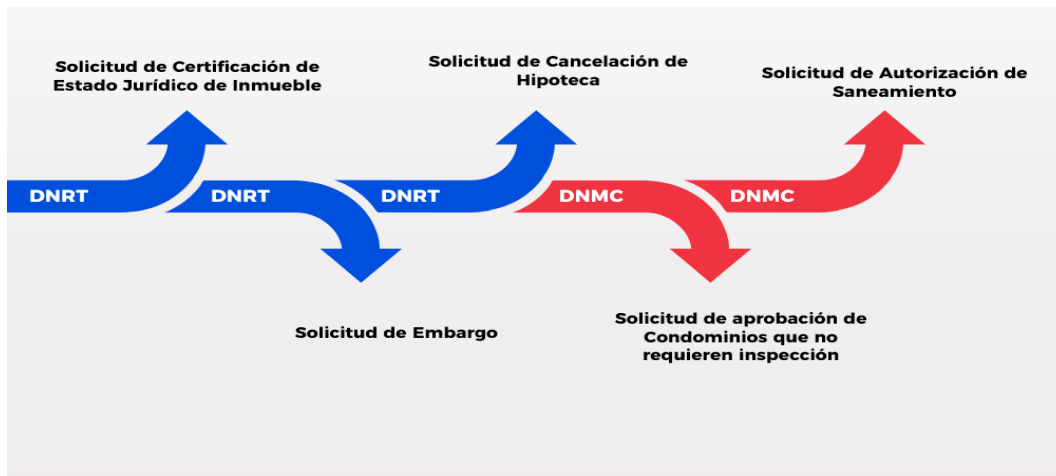 Solicitud de Certificación de
Estado Jurídico de Inmueble
Solicitud de Cancelación de
Hipoteca
Solicitud de Autorización de
Saneamiento
DNRT
DNRT
DNRT
DNMC
DNMC
Solicitud de Embargo
Solicitud de aprobación de
Condominios que no
requieren inspección